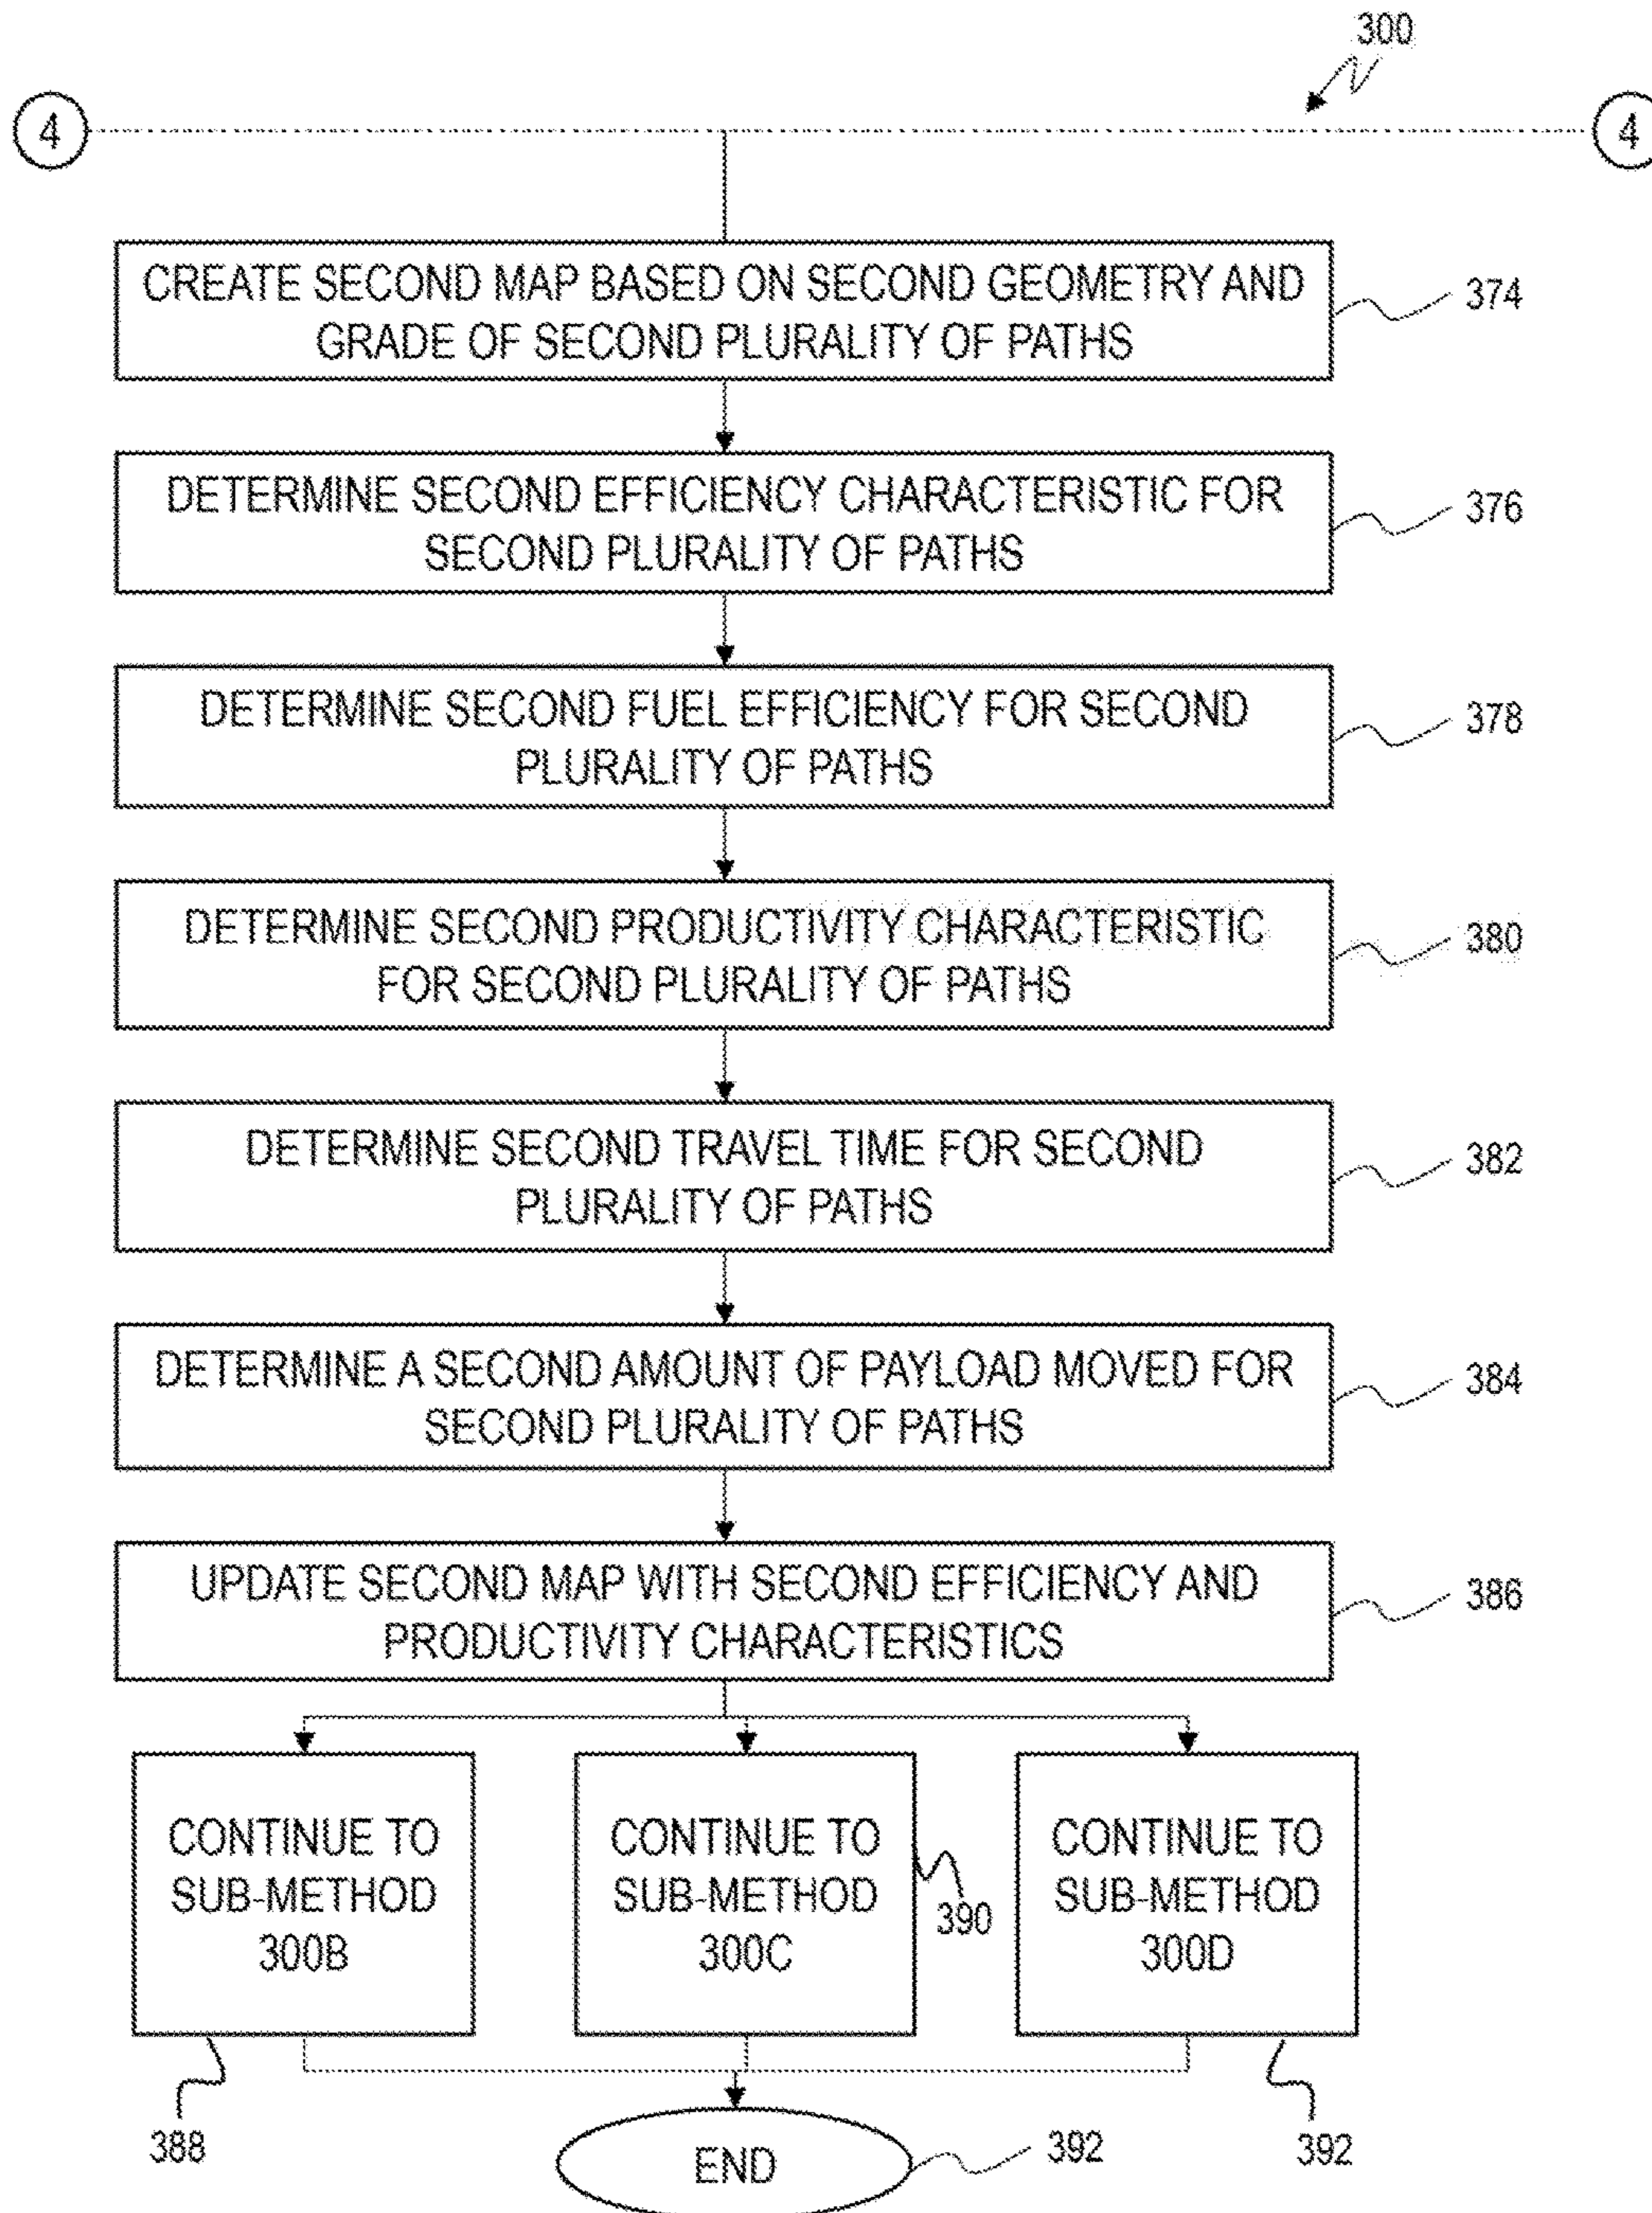 300
4
4
CREATE SECOND MAP BASED ON SECOND GEOMETRY AND
GRADE OF SECOND PLURALITY OF PATHS
374
DETERMINE SECOND EFFICIENCY CHARACTERISTIC FOR
SECOND PLURALITY OF PATHS
376
DETERMINE SECOND FUEL EFFICIENCY FOR SECOND
PLURALITY OF PATHS
378
DETERMINE SECOND PRODUCTIVITY CHARACTERISTIC
FOR SECOND PLURALITY OF PATHS
380
DETERMINE SECOND TRAVEL TIME FOR SECOND
PLURALITY OF PATHS
382
DETERMINE A SECOND AMOUNT OF PAYLOAD MOVED FOR
SECOND PLURALITY OF PATHS
384
UPDATE SECOND MAP WITH SECOND EFFICIENCY AND
PRODUCTIVITY CHARACTERISTICS
386
CONTINUE TO
SUB-METHOD
300B
388
CONTINUE TO
SUB-METHOD
300C
390
CONTINUE TO
SUB-METHOD
300D
392
END
392